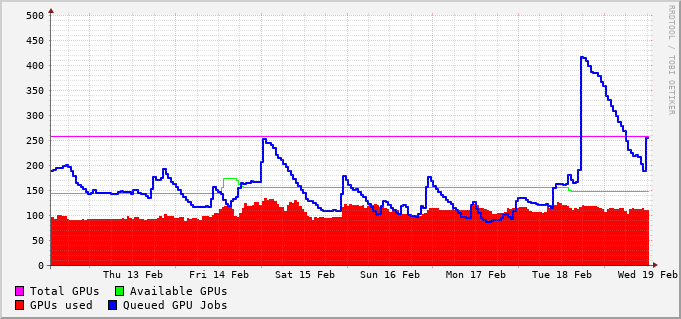 500
450
400
350
300
250
200
150
100
50
0
Thu 13 Feb Fri 14 Feb Sat 15 Feb Sun 16 Feb Mon 17 Feb Tue 18 Feb Wed 19 Feb
Total GPUs Available GPUs
GPUs used Queued GPU Jobs
RRDTOOL / TOBI OETIKER